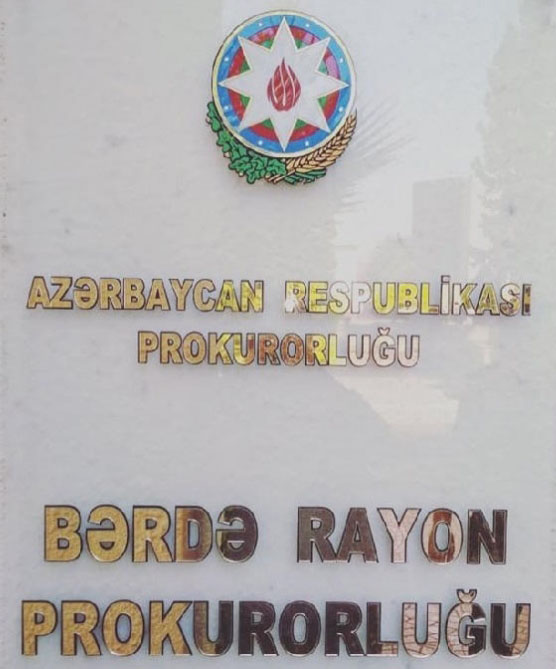 AZƏRBAYCAN RESPUBLİKASI
PROKURORLUĞU
BƏRDƏ RAYON
PROKURORLUĞU